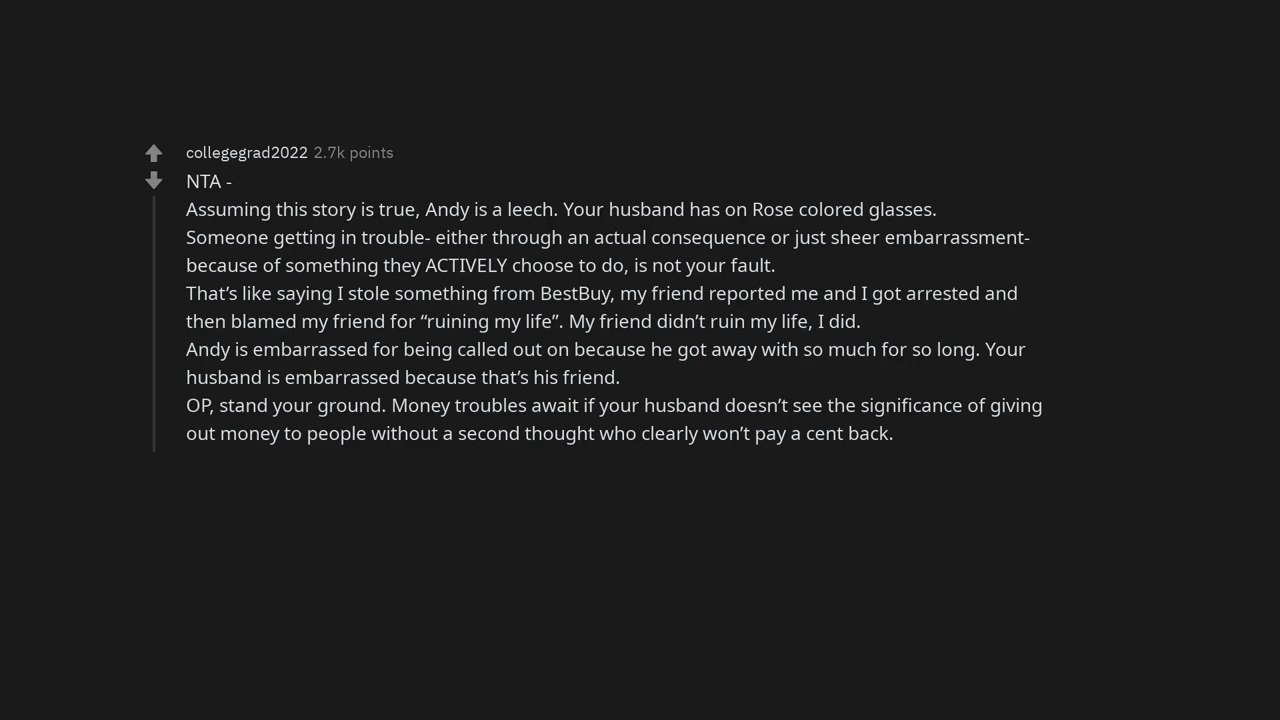 collegegrad2022 2.7k points
NTA -
Assuming this story is true, Andy is a leech. Your husband has on Rose colored glasses.
Someone getting in trouble- either through an actual consequence or just sheer embarrassment-
because of something they ACTIVELY choose to do, is not your fault.
That’s like saying I stole something from BestBuy, my friend reported me and I got arrested and
then blamed my friend for “ruining my life”. My friend didn’t ruin my life, I did.
Andy is embarrassed for being called out on because he got away with so much for so long. Your
husband is embarrassed because that’s his friend.
OP, stand your ground. Money troubles await if your husband doesn’t see the significance of giving
out money to people without a second thought who clearly won’t pay a cent back.